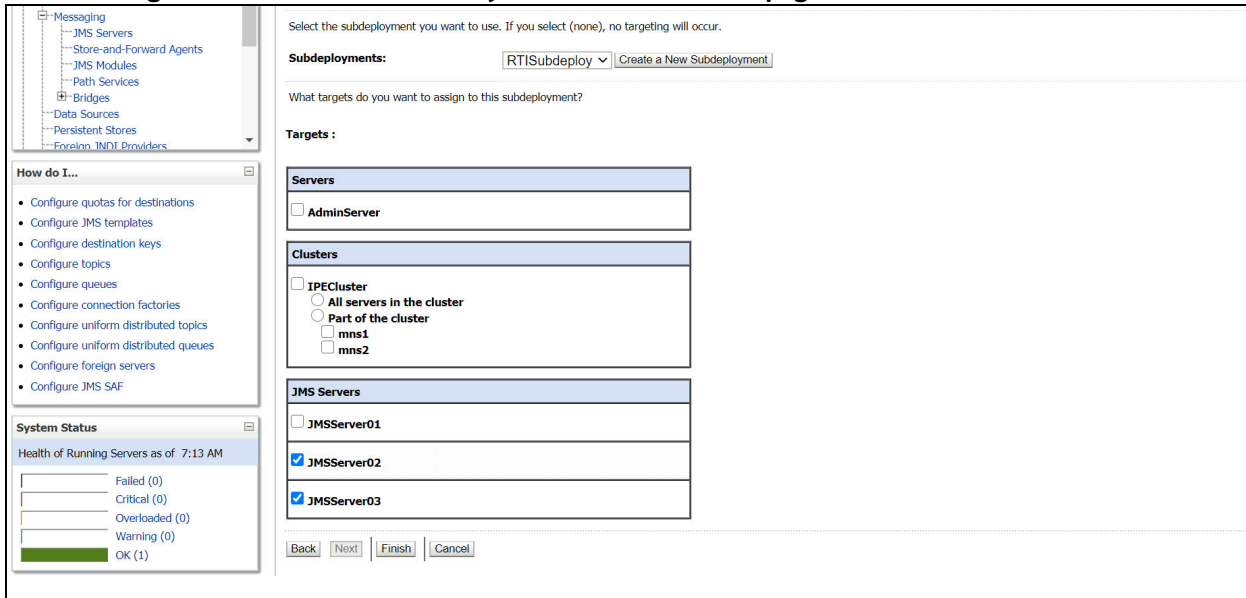 Messaging
JMS Servers
Store-and-Forward Agents
JMS Modules
Path Services
Bridges
Data Sources
Persistent Stores
Foreign JNDI Providers
How do I...
Configure quotas for destinations
Configure JMS templates
Configure destination keys
Configure topics
Configure queues
Configure connection factories
Configure uniform distributed topics
Configure uniform distributed queues
Configure foreign servers
Configure JMS SAF
System Status
Health of Running Servers as of 7:13 AM
Failed (0)
Critical (0)
Overloaded (0)
Warning (0)
OK (1)
Select the subdeployment you want to use. If you select (none), no targeting will occur.
Subdeployments: RTISubdeploy Create a New Subdeployment
What targets do you want to assign to this subdeployment?
Targets :
Servers
AdminServer
Clusters
IPECluster
All servers in the cluster
Part of the cluster
mns1
mns2
JMS Servers
JMSServer01
JMSServer02
JMSServer03
Back Next Finish Cancel